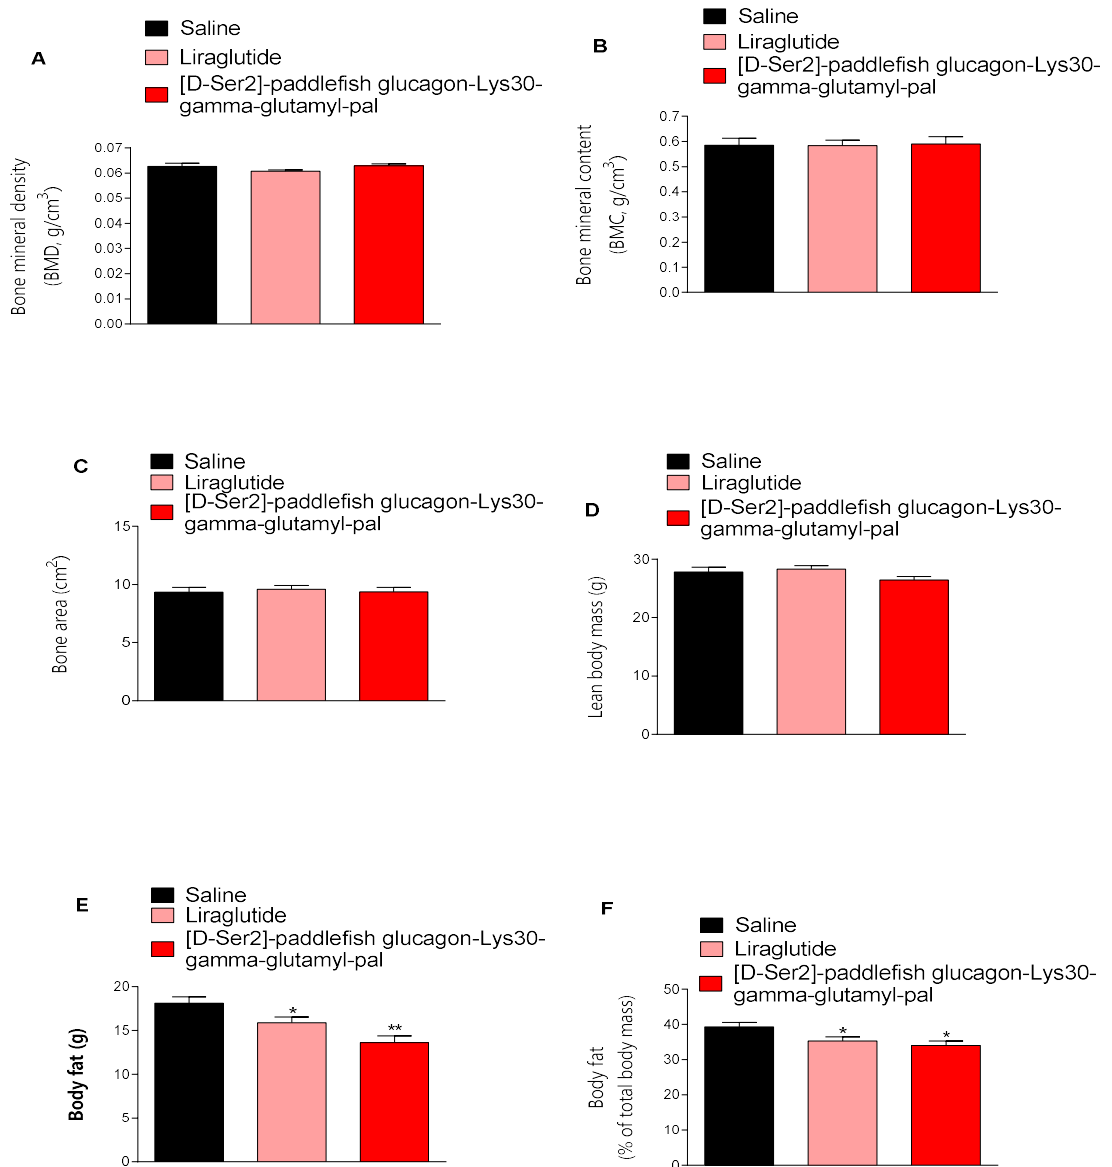 A
Saline
Liraglutide
[D-Ser2]-paddlefish glucagon-Lys30-
gamma-glutamyl-pal
Bone mineral density
(BMD, g/cm3)
0.07
0.06
0.04
0.03
0.03
0.01
0.00
B
Saline
Liraglutide
[D-Ser2]-paddlefish glucagon-Lys30-
gamma-glutamyl-pal
Bone mineral content
(BMC, g/cm3)
0.7
0.6
0.5
0.4
0.3
0.2
0.1
0.0
C
Saline
Liraglutide
[D-Ser2]-paddlefish glucagon-Lys30-
gamma-glutamyl-pal
Bone area (cm2)
15
10
5
0
D
Saline
Liraglutide
[D-Ser2]-paddlefish glucagon-Lys30-
gamma-glutamyl-pal
Lean body mass (g)
30
20
10
0
E
Saline
Liraglutide
[D-Ser2]-paddlefish glucagon-Lys30-
gamma-glutamyl-pal
Body fat (g)
20
15
10
5
0
*
**
F
Saline
Liraglutide
[D-Ser2]-paddlefish glucagon-Lys30-
gamma-glutamyl-pal
Body fat
(% of total body mass)
50
40
30
20
10
0
*
*